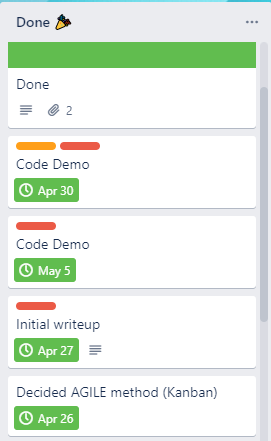 Done
Done
2
Code Demo
Apr 30
Code Demo
May 5
Initial writeup
Apr 27
Decided AGILE method (Kanban)
Apr 26